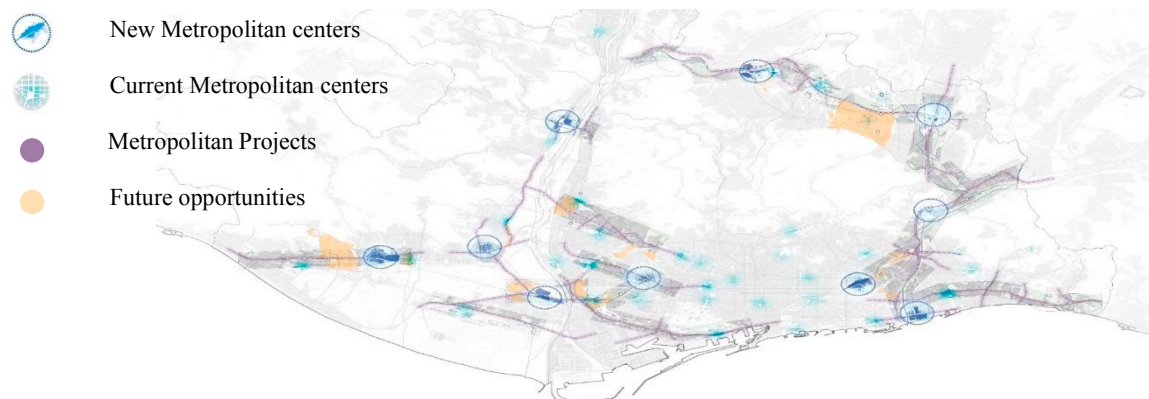 New Metropolitan centers
Current Metropolitan centers
Metropolitan Projects
Future opportunities